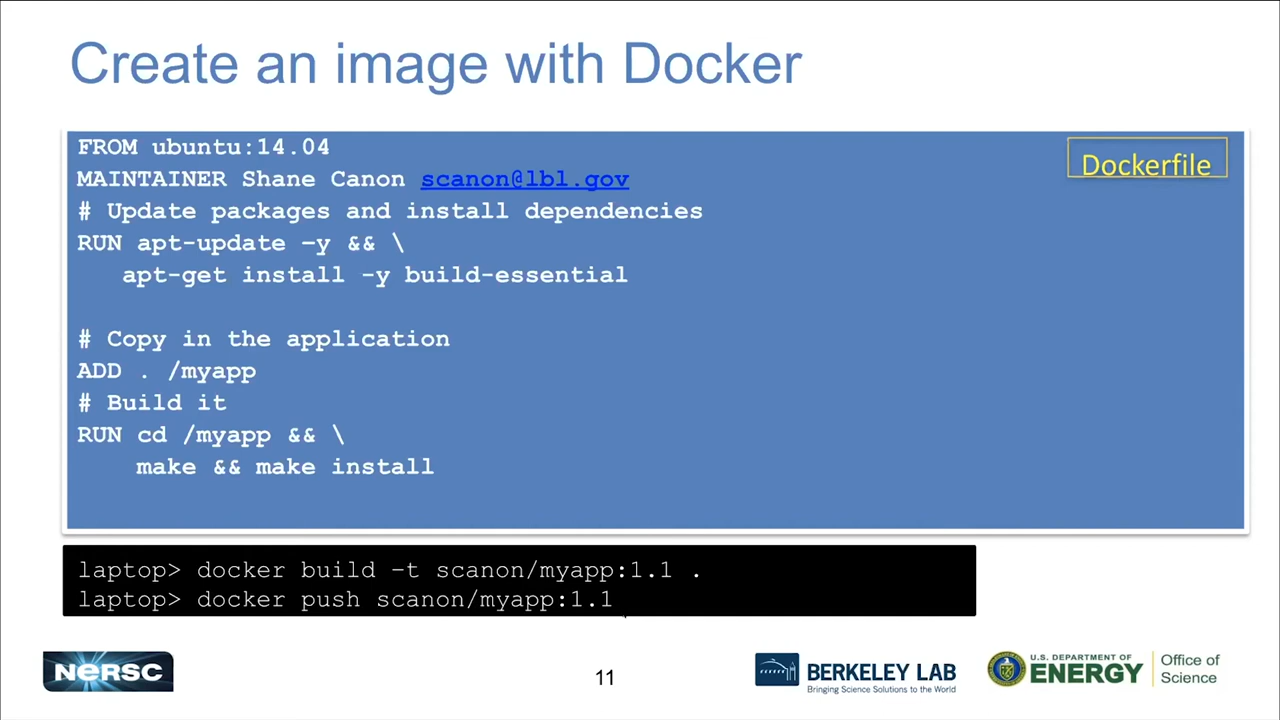 Create an image with Docker
Dockerfile
FROM ubuntu:14.04
MAINTAINER Shane Canon scanon@lbl.gov
# Update packages and install dependencies
RUN apt-update –y && \
apt-get install -y build-essential
# Copy in the application
ADD . /myapp
# Build it
RUN cd /myapp && \
make && make install
laptop> docker build –t scanon/myapp:1.1 .
laptop> docker push scanon/myapp:1.1
NERSC
11
BERKELEY LAB
Bringing Science Solutions to the World
U.S. DEPARTMENT OF
ENERGY
Office of
Science